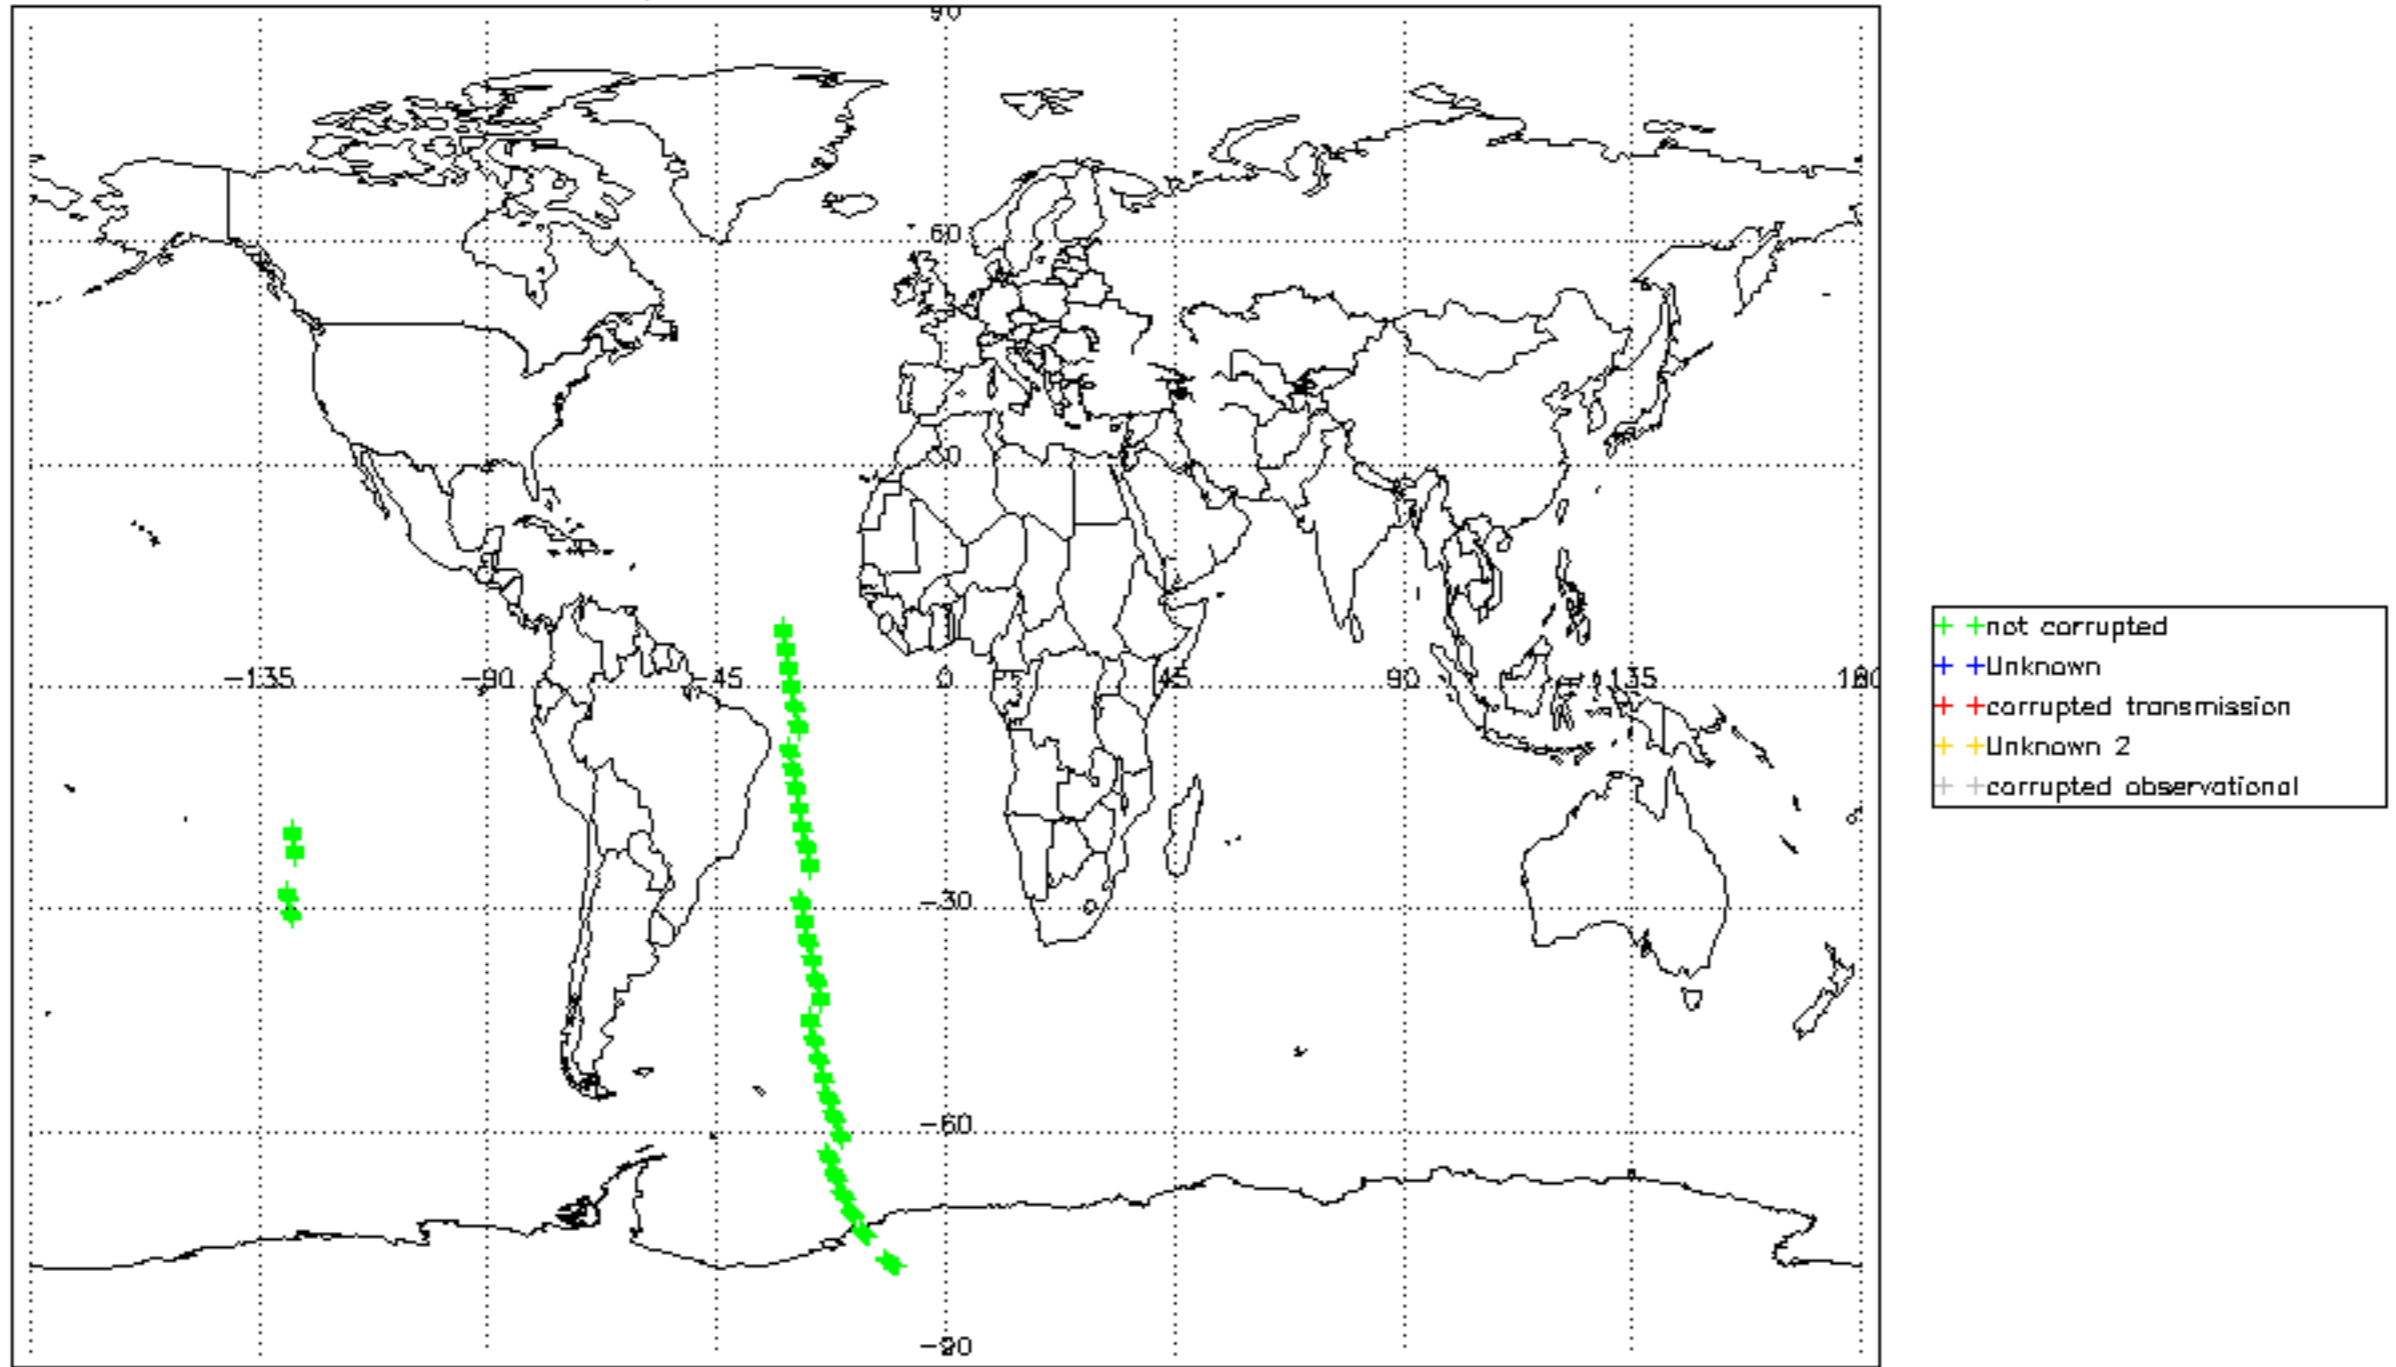 90
60
30
-135 -90 -45 0 45 90 135 180
-30
-60
-90
not corrupted
Unknown
corrupted transmission
Unknown 2
corrupted observational